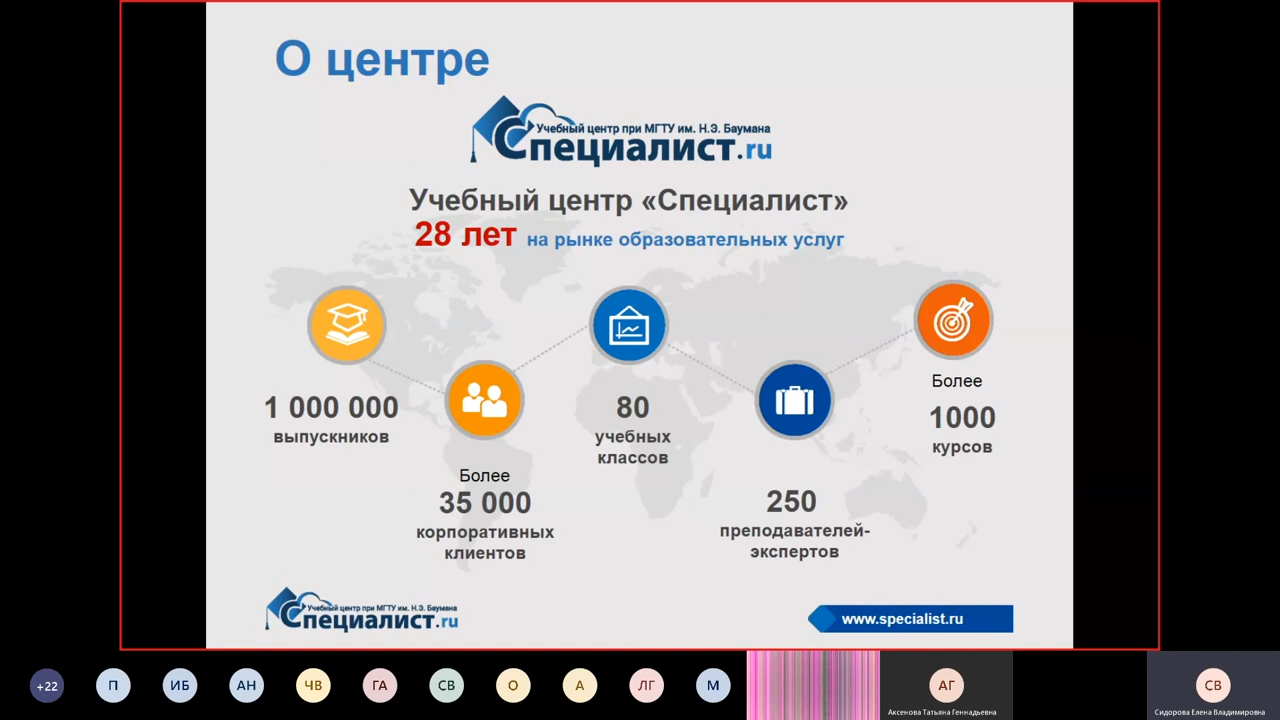 О центре
Учебный центр при МГТУ им. Н.Э. Баумана
Специалист.ru
Учебный центр «Специалист»
28 лет на рынке образовательных услуг
1 000 000
выпускников
Более
35 000
корпоративных
клиентов
80
учебных
классов
250
преподавателей-
экспертов
Более
1000
курсов
Учебный центр при МГТУ им. Н.Э. Баумана
Специалист.ru
www.specialist.ru
+22
П
ИБ
АН
ЧВ
ГА
СВ
О
А
ЛГ
М
АГ
Аксенова Татьяна Геннадьевна
СВ
Сидорова Елена Владимировна